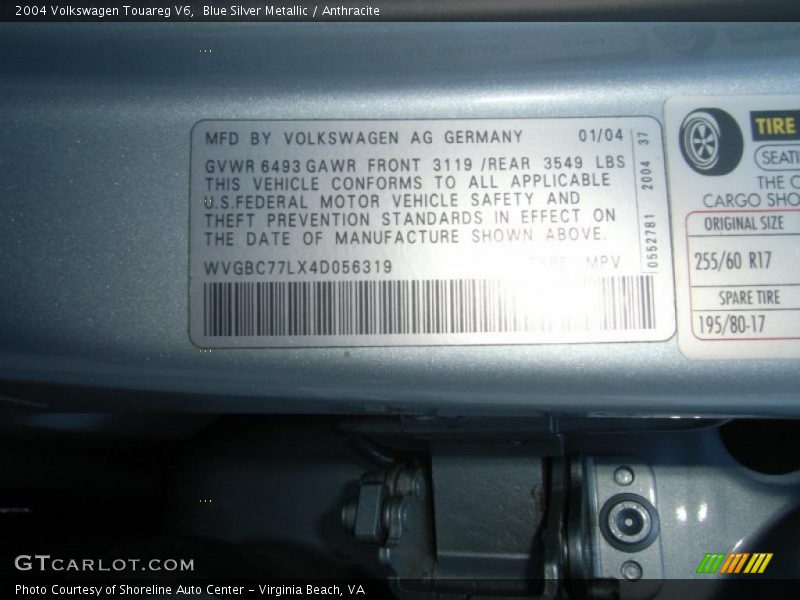 2004 Volkswagen Touareg V6,  Blue Silver Metallic / Anthracite
MFD BY VOLKSWAGEN AG GERMANY 01/04
GVWR 6493 GAWR FRONT 3119 /REAR 3549 LBS
THIS VEHICLE CONFORMS TO ALL APPLICABLE
U.S.FEDERAL MOTOR VEHICLE SAFETY AND
THEFT PREVENTION STANDARDS IN EFFECT ON
THE DATE OF MANUFACTURE SHOWN ABOVE.
WVGBC77LX4D056319 TYPE MPV
0552781 2004 37
TIRE
SEATI
THE C
CARGO SHO
ORIGINAL SIZE
255/60 R17
SPARE TIRE
195/80-17
GTCARLOT.COM
Photo Courtesy of Shoreline Auto Center - Virginia Beach, VA